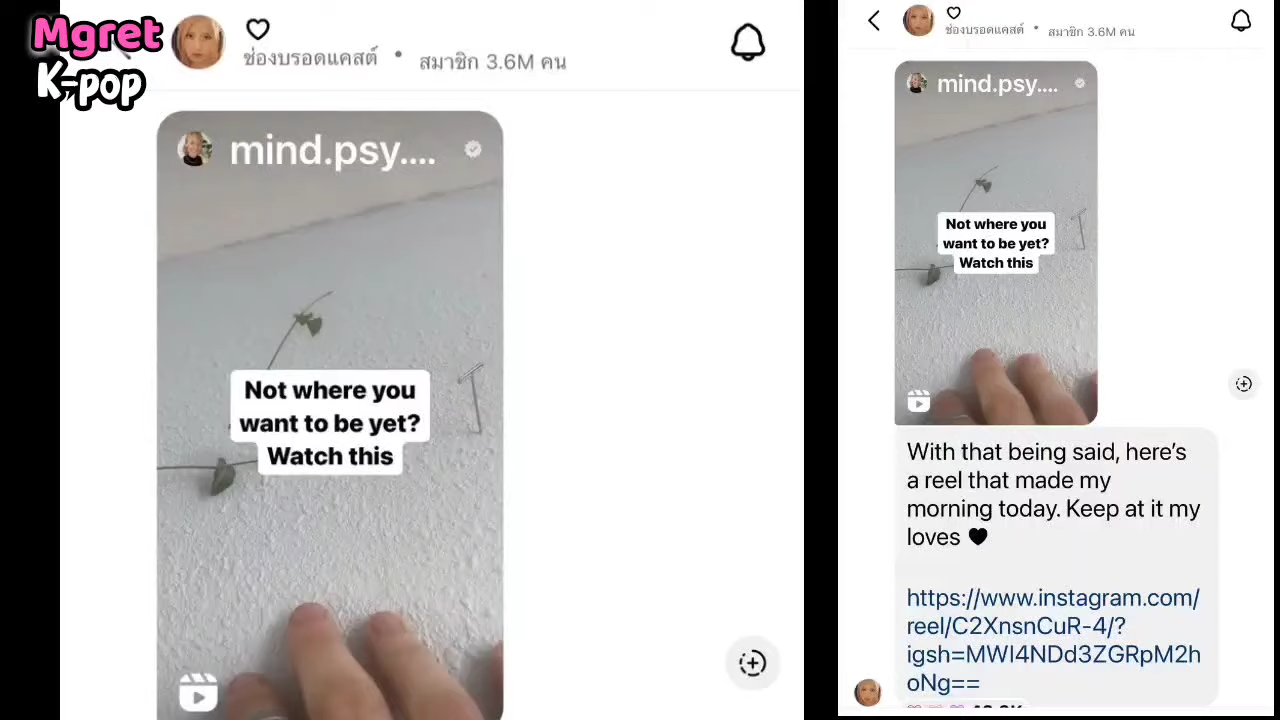 Mgret
K-pop
ช่องบรอดแคสต์ • สมาชิก 3.6M คน
mind.psy....
Not where you
want to be yet?
Watch this
ช่องบรอดแคสต์ • สมาชิก 3.6M คน
mind.psy....
Not where you
want to be yet?
Watch this
With that being said, here's
a reel that made my
morning today. Keep at it my
loves 🖤
https://www.instagram.com/
reel/C2XnsnCuR-4/?
igsh=MWI4NDd3ZGRpM2h
oNg==